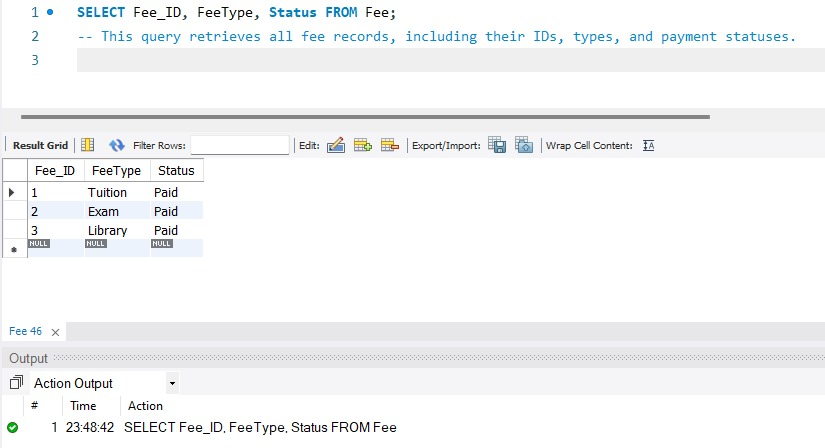 1 SELECT Fee_ID, FeeType, Status FROM Fee;
2 -- This query retrieves all fee records, including their IDs, types, and payment statuses.
3
Result Grid Filter Rows: Edit: Export/Import: Wrap Cell Content:
Fee_ID FeeType Status
1 Tuition Paid
2 Exam Paid
3 Library Paid
NULL NULL NULL
Fee 46
Output
Action Output
# Time Action
1 23:48:42 SELECT Fee_ID, FeeType, Status FROM Fee